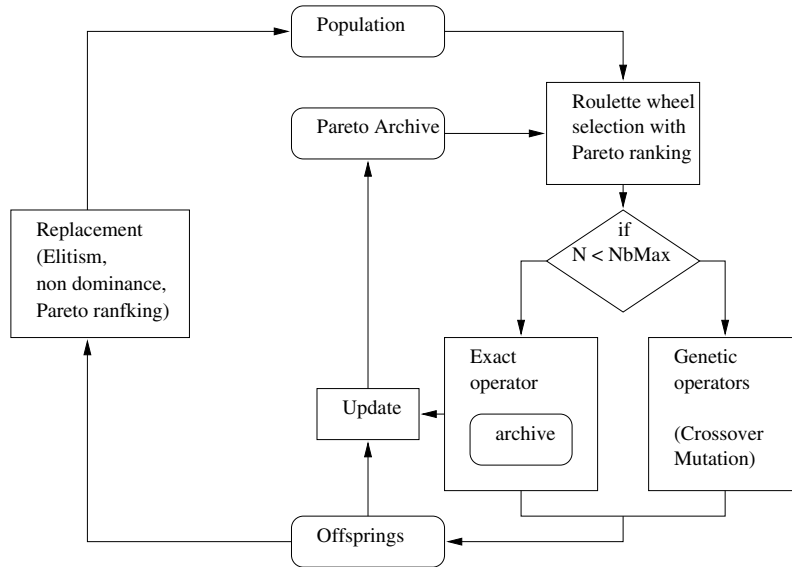 Population
Pareto Archive
Roulette wheel
selection with
Pareto ranking
if
N < NbMax
Replacement
(Elitism,
non dominance,
Pareto ranfking)
Exact
operator
archive
Genetic
operators
(Crossover
Mutation)
Update
Offsprings